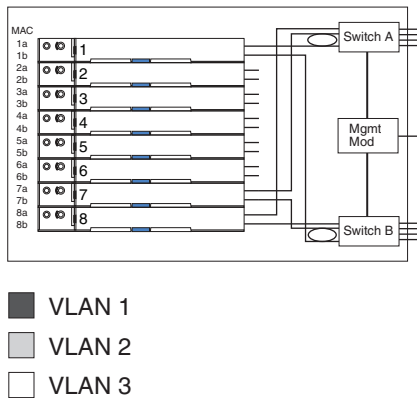 MAC
1a
1b
2a
2b
3a
3b
4a
4b
5a
5b
6a
6b
7a
7b
8a
8b
1
2
3
4
5
6
7
8
Switch A
Mgmt
Mod
Switch B
VLAN 1
VLAN 2
VLAN 3